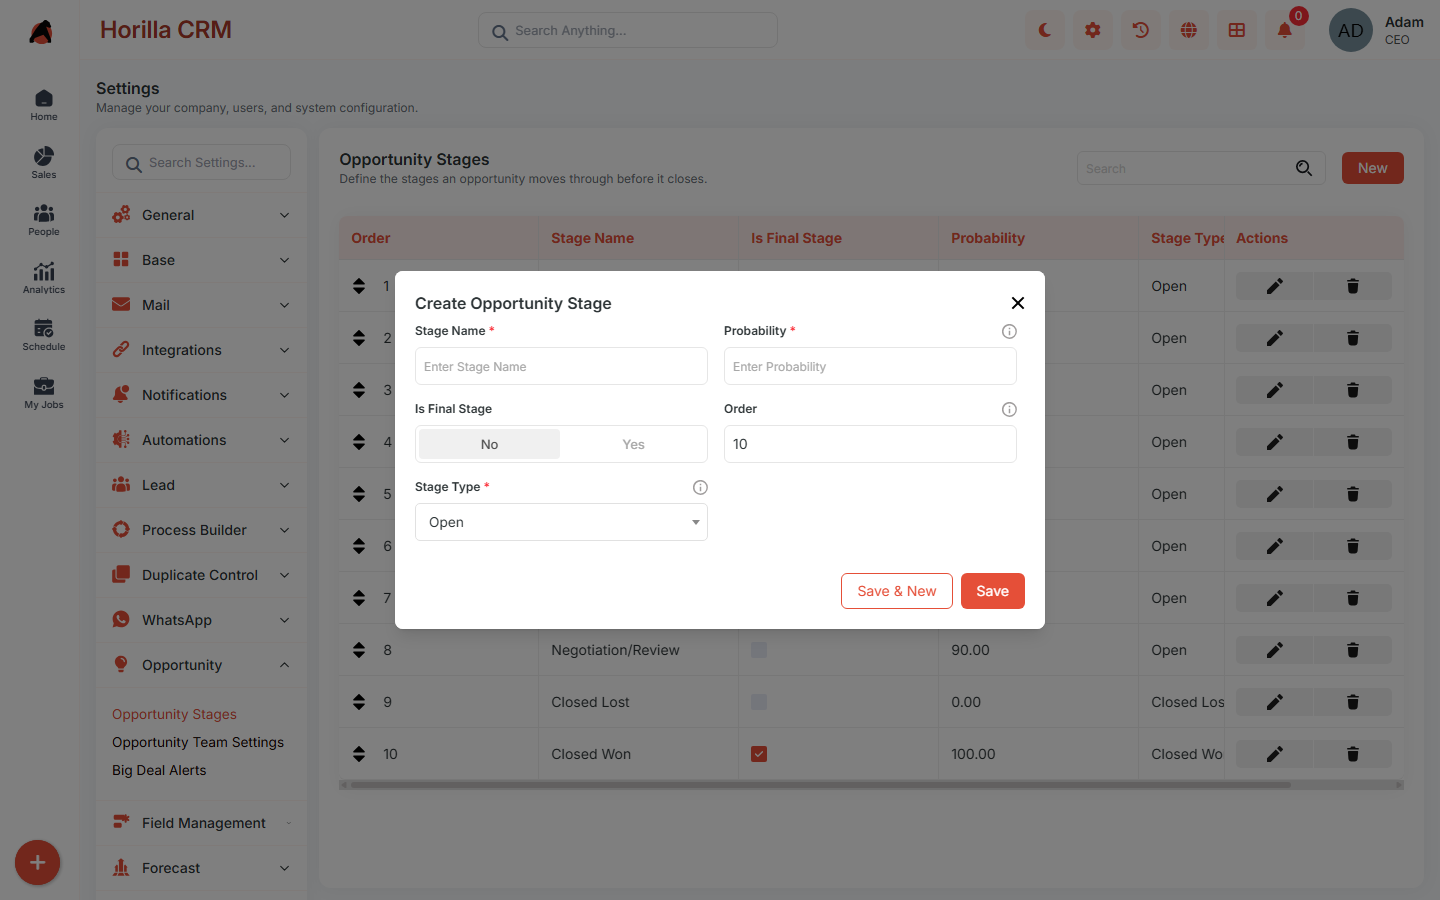 Horilla CRM
Search Anything...
0
AD
Adam
CEO
Home
Sales
People
Analytics
Schedule
My Jobs
Settings
Manage your company, users, and system configuration.
Search Settings...
General
Base
Mail
Integrations
Notifications
Automations
Lead
Process Builder
Duplicate Control
WhatsApp
Opportunity
Opportunity Stages
Opportunity Team Settings
Big Deal Alerts
Field Management
Forecast
Opportunity Stages
Define the stages an opportunity moves through before it closes.
Search
New
Order Stage Name Is Final Stage Probability Stage Type Actions
1 Open
2 Open
3 Open
4 Open
5 Open
6 Open
7 Open
8 Negotiation/Review 90.00 Open
9 Closed Lost 0.00 Closed Los
10 Closed Won 100.00 Closed Wo
Create Opportunity Stage
Stage Name * Probability *
Enter Stage Name Enter Probability
Is Final Stage Order
No Yes 10
Stage Type *
Open
Save & New Save